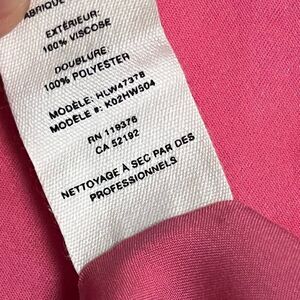 FABRIQUÉ
EXTÉRIEUR:
100% VISCOSE
DOUBLURE:
100% POLYESTER
MODÈLE: HLW47378
MODÈLE #: K02HW504
RN 119376
CA 52192
NETTOYAGE À SEC PAR DES
PROFESSIONNELS